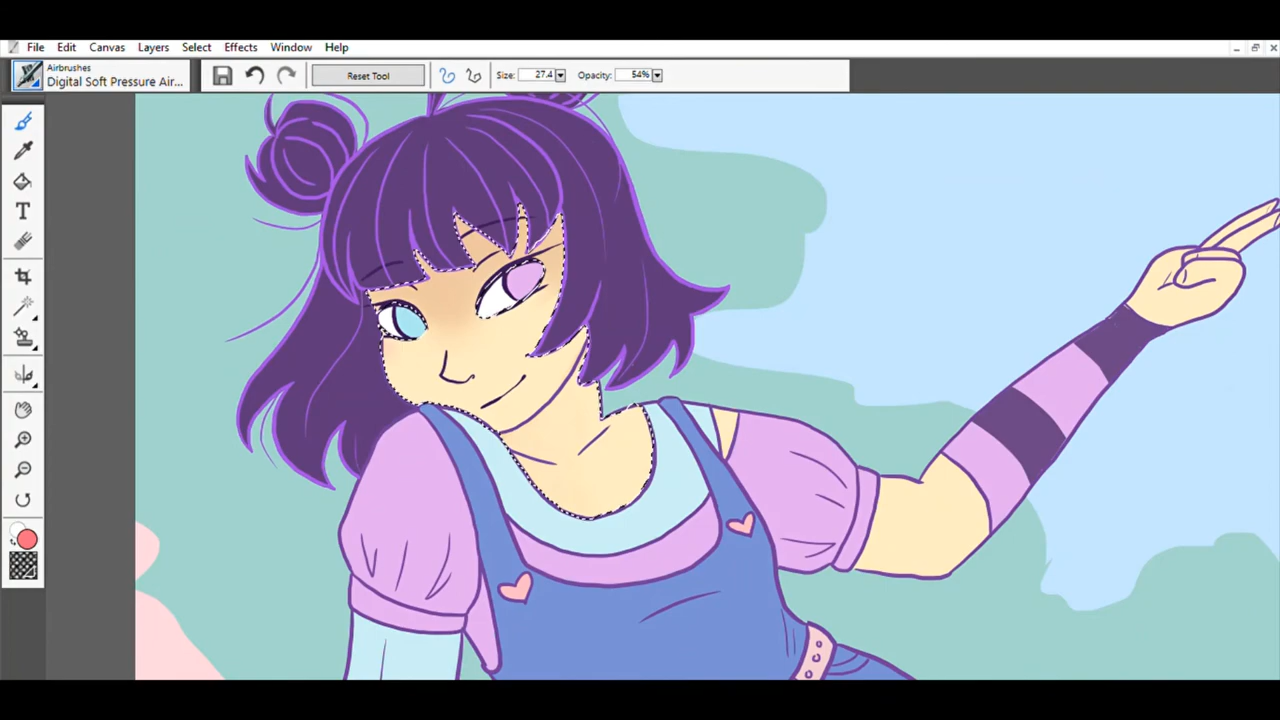 File Edit Canvas Layers Select Effects Window Help
Airbrushes
Digital Soft Pressure Air... Reset Tool Size: 27.4 Opacity: 54%
T